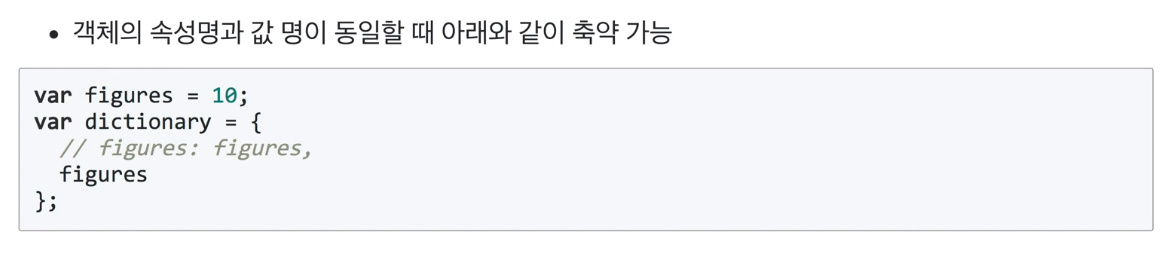 • 객체의 속성명과 값 명이 동일할 때 아래와 같이 축약 가능
var figures = 10;
var dictionary = {
  // figures: figures,
  figures
};